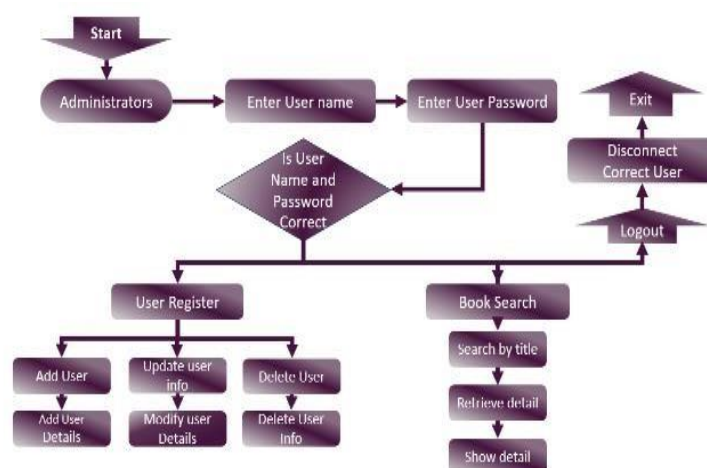 Start
Administrators
Enter User name
Enter User Password
Exit
Is User
Name and
Password
Correct
Disconnect
Correct User
Logout
User Register
Book Search
Add User
Update user
info
Delete User
Search by title
Add User
Details
Modify user
Details
Delete User
Info
Retrieve detail
Show detail